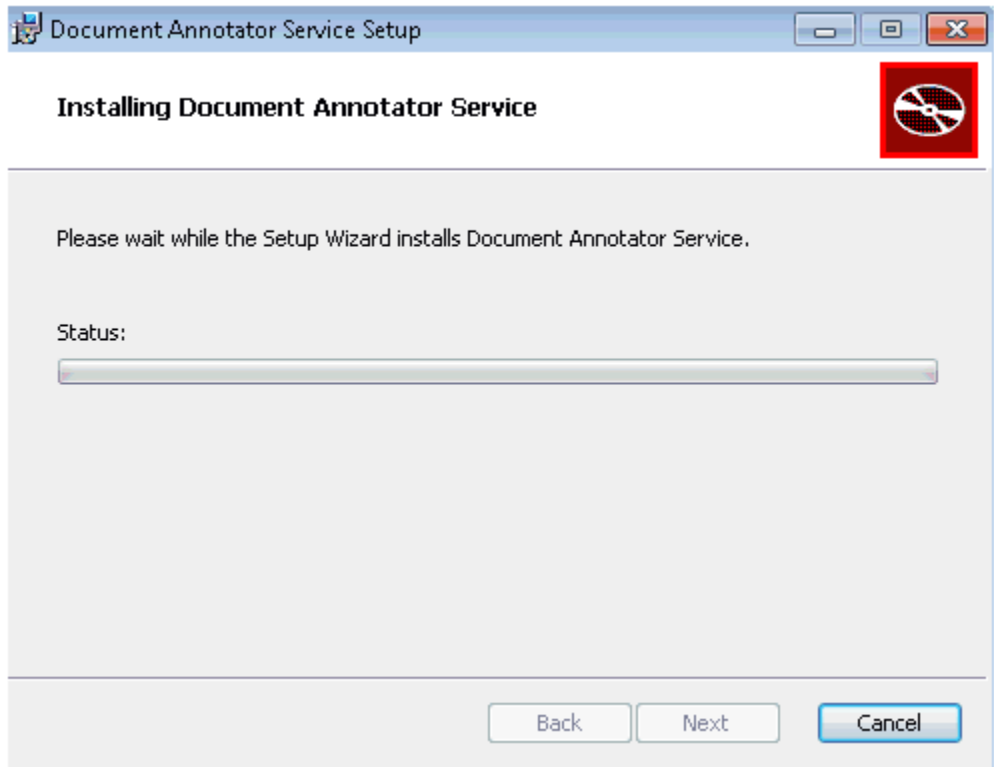 Document Annotator Service Setup
Installing Document Annotator Service
Please wait while the Setup Wizard installs Document Annotator Service.
Status:
Back
Next
Cancel